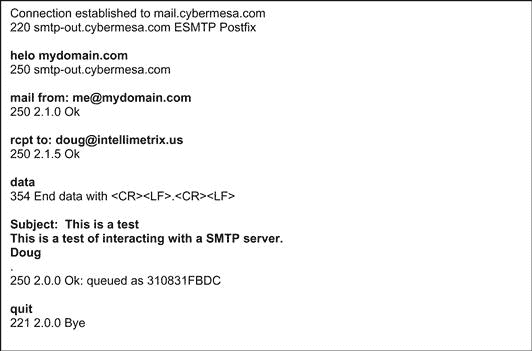 Connection established to mail.cybermesa.com
220 smtp-out.cybermesa.com ESMTP Postfix
helo mydomain.com
250 smtp-out.cybermesa.com
mail from: me@mydomain.com
250 2.1.0 Ok
rcpt to: doug@intellimetrix.us
250 2.1.5 Ok
data
354 End data with <CR><LF>.<CR><LF>
Subject:  This is a test
This is a test of interacting with a SMTP server.
Doug
.
250 2.0.0 Ok: queued as 310831FBDC
quit
221 2.0.0 Bye